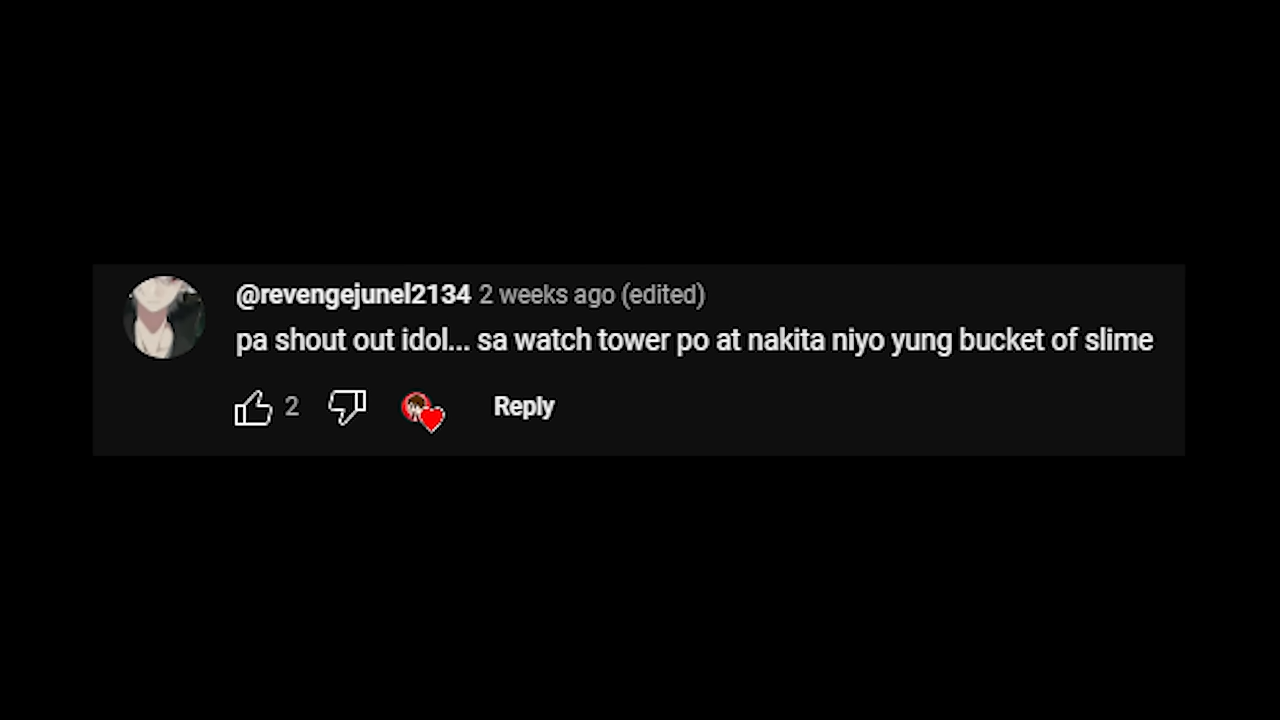 @revengejunel2134 2 weeks ago (edited)
pa shout out idol... sa watch tower po at nakita niyo yung bucket of slime
2 Reply